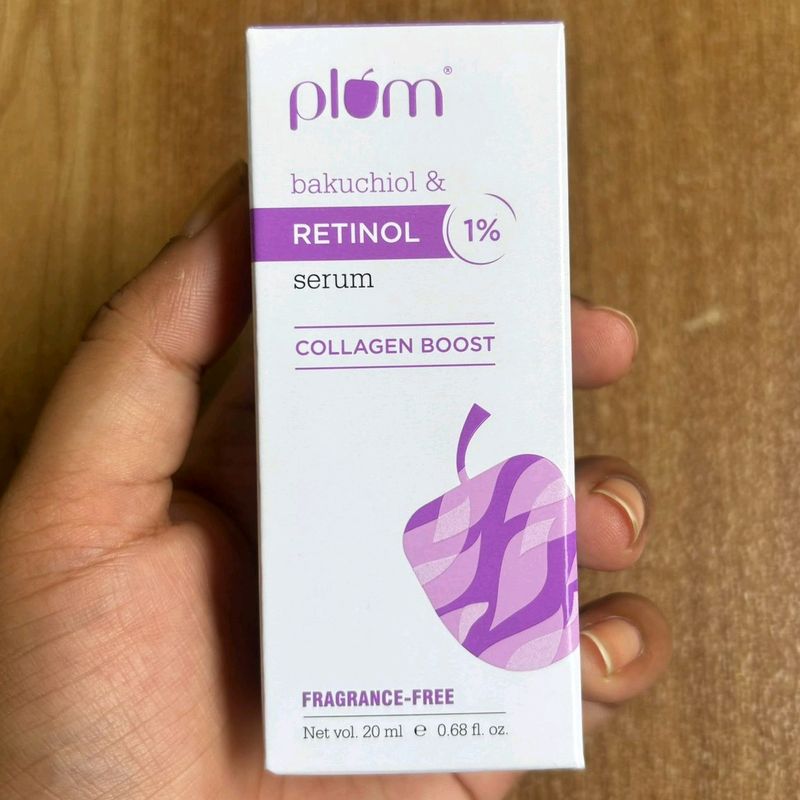 plum®
bakuchiol &
RETINOL 1%
serum
COLLAGEN BOOST
FRAGRANCE-FREE
Net vol. 20 ml ℮ 0.68 fl. oz.